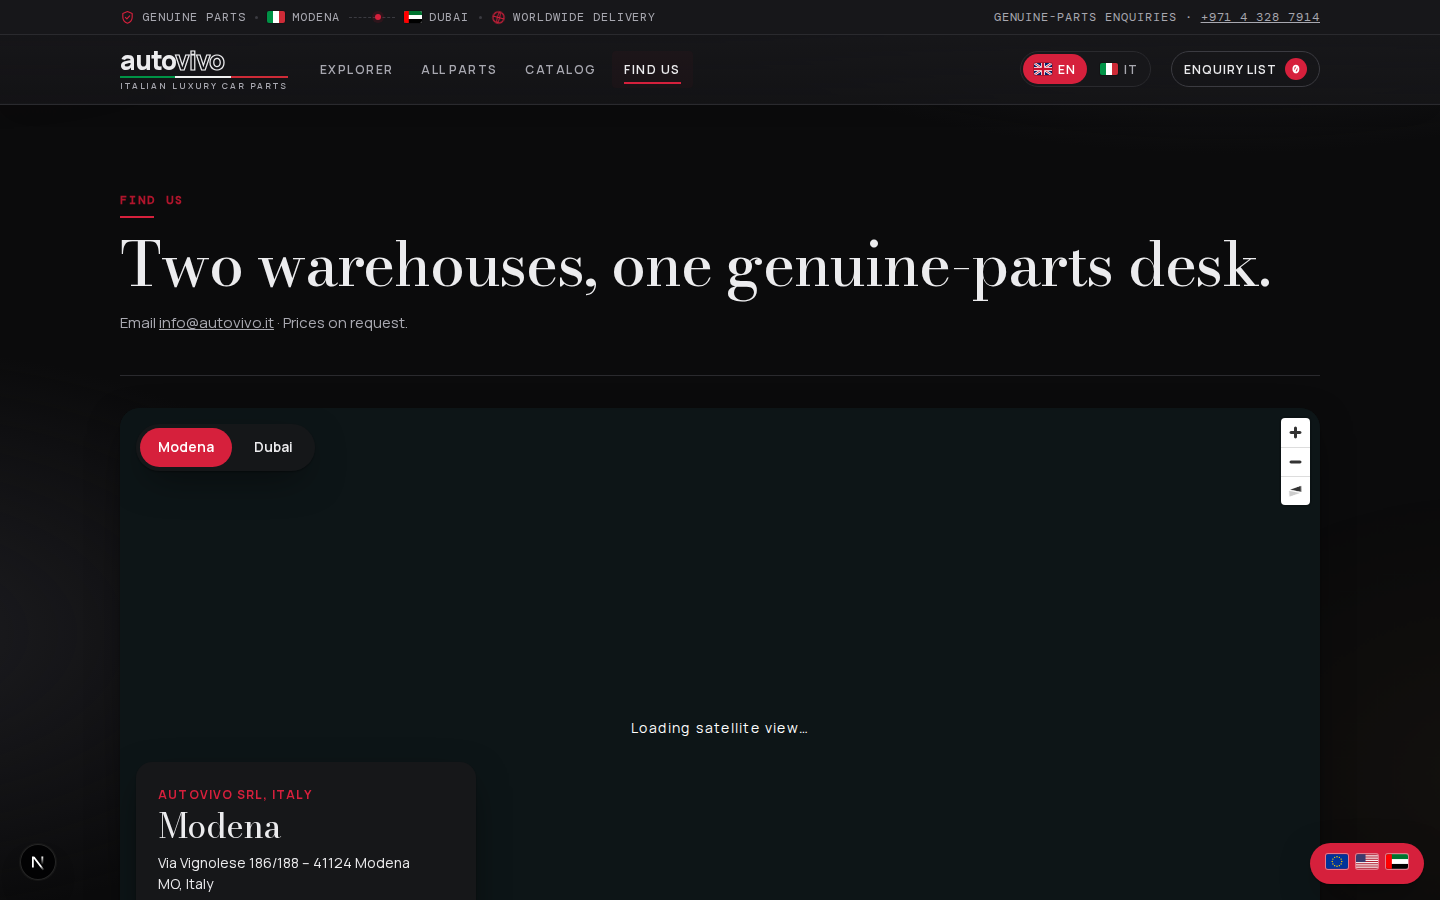 GENUINE PARTS • MODENA DUBAI • WORLDWIDE DELIVERY
GENUINE-PARTS ENQUIRIES · +971 4 328 7914
autovivo
ITALIAN LUXURY CAR PARTS
EXPLORER ALL PARTS CATALOG FIND US
EN IT
ENQUIRY LIST 0
FIND US
Two warehouses, one genuine-parts desk.
Email info@autovivo.it · Prices on request.
Modena Dubai
Loading satellite view…
AUTOVIVO SRL, ITALY
Modena
Via Vignolese 186/188 – 41124 Modena
MO, Italy
N